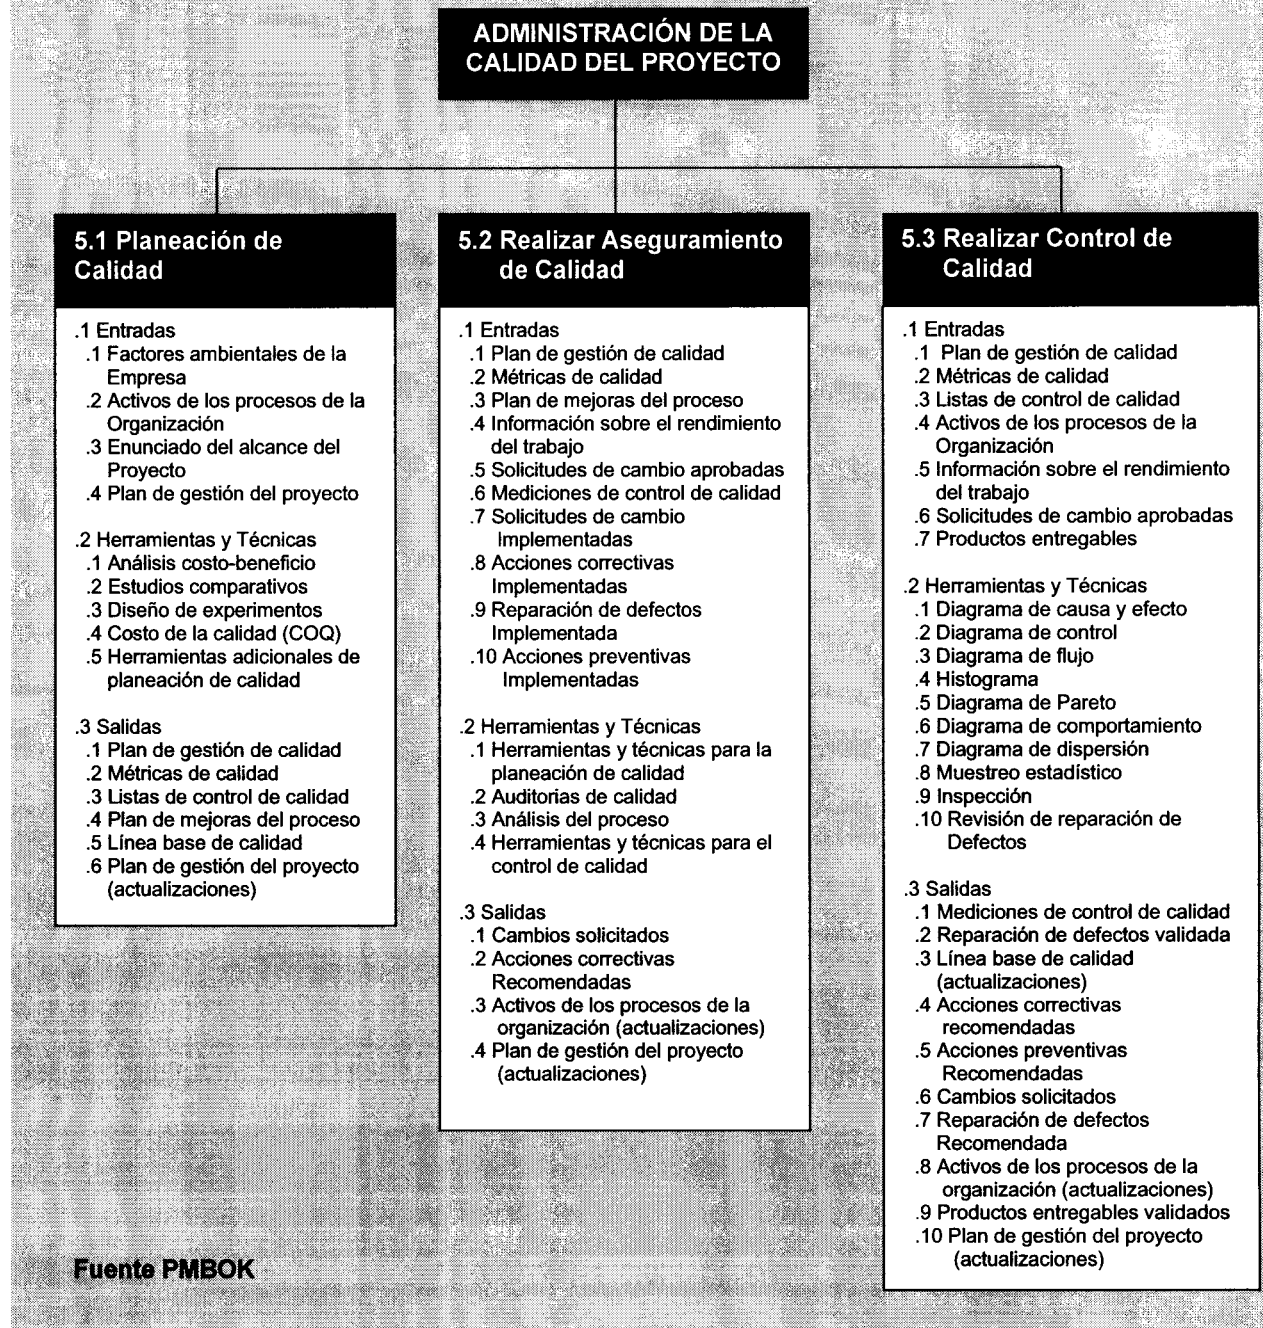 ADMINISTRACIÓN DE LA
CALIDAD DEL PROYECTO
5.1 Planeación de
Calidad
.1 Entradas
.1 Factores ambientales de la
Empresa
.2 Activos de los procesos de la
Organización
.3 Enunciado del alcance del
Proyecto
.4 Plan de gestión del proyecto
.2 Herramientas y Técnicas
.1 Análisis costo-beneficio
.2 Estudios comparativos
.3 Diseño de experimentos
.4 Costo de la calidad (COQ)
.5 Herramientas adicionales de
planeación de calidad
.3 Salidas
.1 Plan de gestión de calidad
.2 Métricas de calidad
.3 Listas de control de calidad
.4 Plan de mejoras del proceso
.5 Línea base de calidad
.6 Plan de gestión del proyecto
(actualizaciones)
5.2 Realizar Aseguramiento
de Calidad
.1 Entradas
.1 Plan de gestión de calidad
.2 Métricas de calidad
.3 Plan de mejoras del proceso
.4 Información sobre el rendimiento
del trabajo
.5 Solicitudes de cambio aprobadas
.6 Mediciones de control de calidad
.7 Solicitudes de cambio
Implementadas
.8 Acciones correctivas
Implementadas
.9 Reparación de defectos
Implementada
.10 Acciones preventivas
Implementadas
.2 Herramientas y Técnicas
.1 Herramientas y técnicas para la
planeación de calidad
.2 Auditorias de calidad
.3 Análisis del proceso
.4 Herramientas y técnicas para el
control de calidad
.3 Salidas
.1 Cambios solicitados
.2 Acciones correctivas
Recomendadas
.3 Activos de los procesos de la
organización (actualizaciones)
.4 Plan de gestión del proyecto
(actualizaciones)
5.3 Realizar Control de
Calidad
.1 Entradas
.1 Plan de gestión de calidad
.2 Métricas de calidad
.3 Listas de control de calidad
.4 Activos de los procesos de la
Organización
.5 Información sobre el rendimiento
del trabajo
.6 Solicitudes de cambio aprobadas
.7 Productos entregables
.2 Herramientas y Técnicas
.1 Diagrama de causa y efecto
.2 Diagrama de control
.3 Diagrama de flujo
.4 Histograma
.5 Diagrama de Pareto
.6 Diagrama de comportamiento
.7 Diagrama de dispersión
.8 Muestreo estadístico
.9 Inspección
.10 Revisión de reparación de
Defectos
.3 Salidas
.1 Mediciones de control de calidad
.2 Reparación de defectos validada
.3 Línea base de calidad
(actualizaciones)
.4 Acciones correctivas
recomendadas
.5 Acciones preventivas
Recomendadas
.6 Cambios solicitados
.7 Reparación de defectos
Recomendada
.8 Activos de los procesos de la
organización (actualizaciones)
.9 Productos entregables validados
.10 Plan de gestión del proyecto
(actualizaciones)
Fuente PMBOK